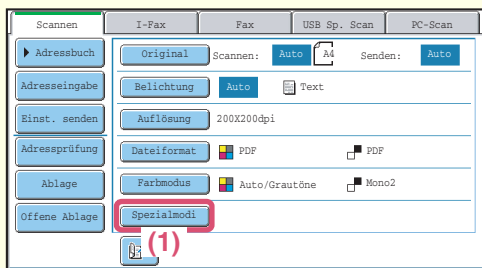 Scannen I-Fax Fax USB Sp. Scan PC-Scan
Adressbuch Original Scannen: Auto A4 Senden: Auto
Adresseingabe Belichtung Auto Text
Einst. senden Auflösung 200X200dpi
Adressprüfung Dateiformat PDF PDF
Ablage Farbmodus Auto/Grautöne Mono2
Offene Ablage Spezialmodi
(1)